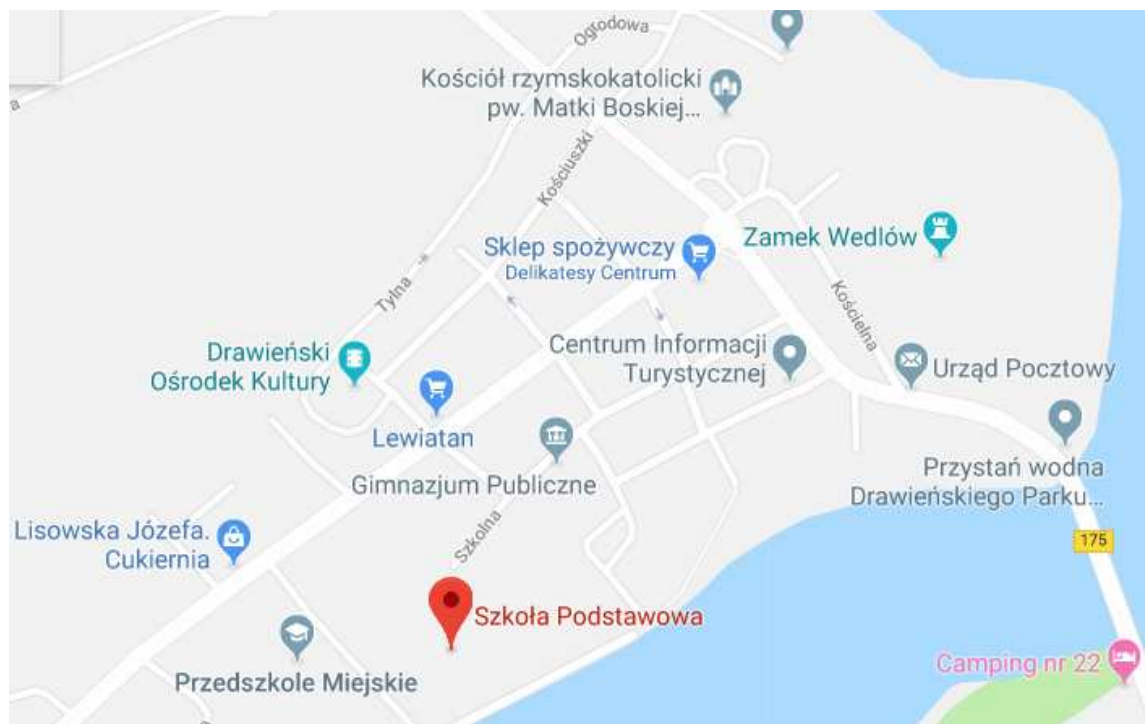 Ogrodowa
Kościół rzymskokatolicki
pw. Matki Boskiej...
Kościuszki
Zamek Wedlów
Sklep spożywczy
Delikatesy Centrum
Tylna
Kościelna
Drawieński
Ośrodek Kultury
Centrum Informacji
Turystycznej
Urząd Pocztowy
Lewiatan
Gimnazjum Publiczne
Przystań wodna
Drawieńskiego Parku...
Lisowska Józefa.
Cukiernia
175
Szkolna
Szkoła Podstawowa
Camping nr 22
Przedszkole Miejskie